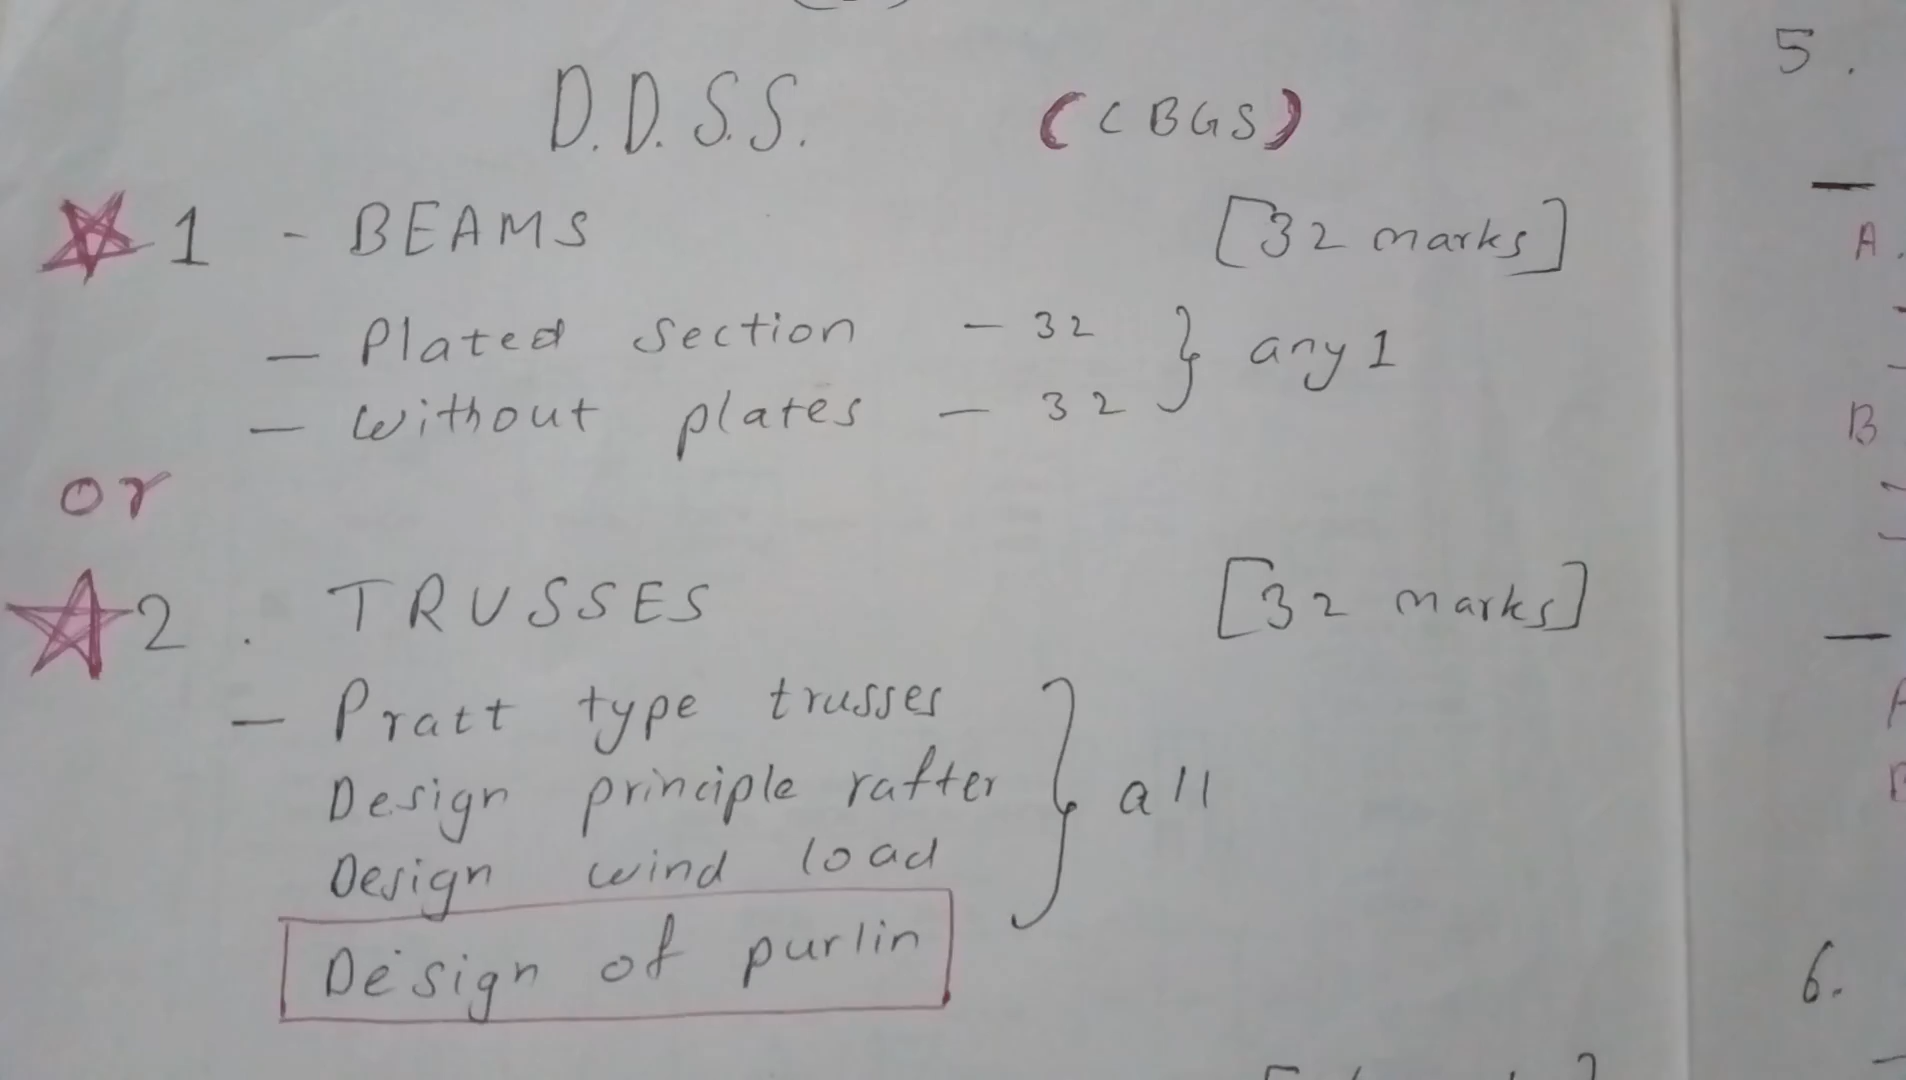 D.D.S.S. (CBGS)
1 - BEAMS [32 marks]
- Plated section - 32
- without plates - 32 } any 1
or
2. TRUSSES [32 marks]
- Pratt type trusses
Design principle rafter } all
Design wind load
Design of purlin
5.
A.
B
6.